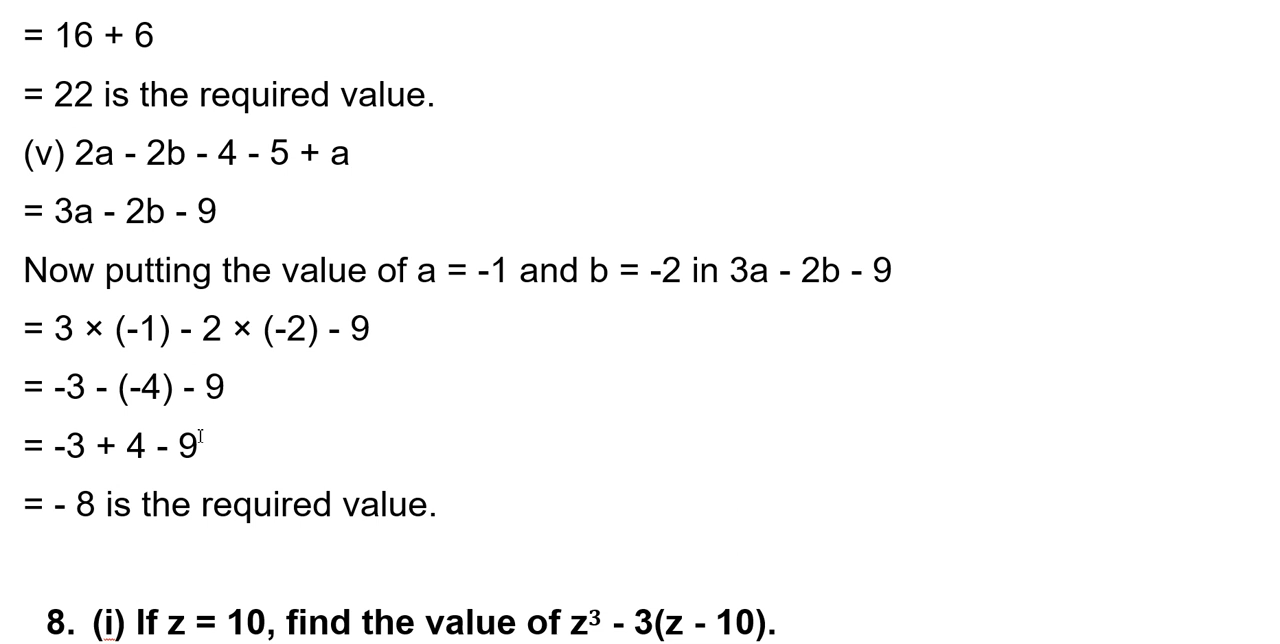 = 16 + 6
= 22 is the required value.
(v) 2a - 2b - 4 - 5 + a
= 3a - 2b - 9
Now putting the value of a = -1 and b = -2 in 3a - 2b - 9
= 3 × (-1) - 2 × (-2) - 9
= -3 - (-4) - 9
= -3 + 4 - 9
= - 8 is the required value.
8. (i) If z = 10, find the value of z³ - 3(z - 10).